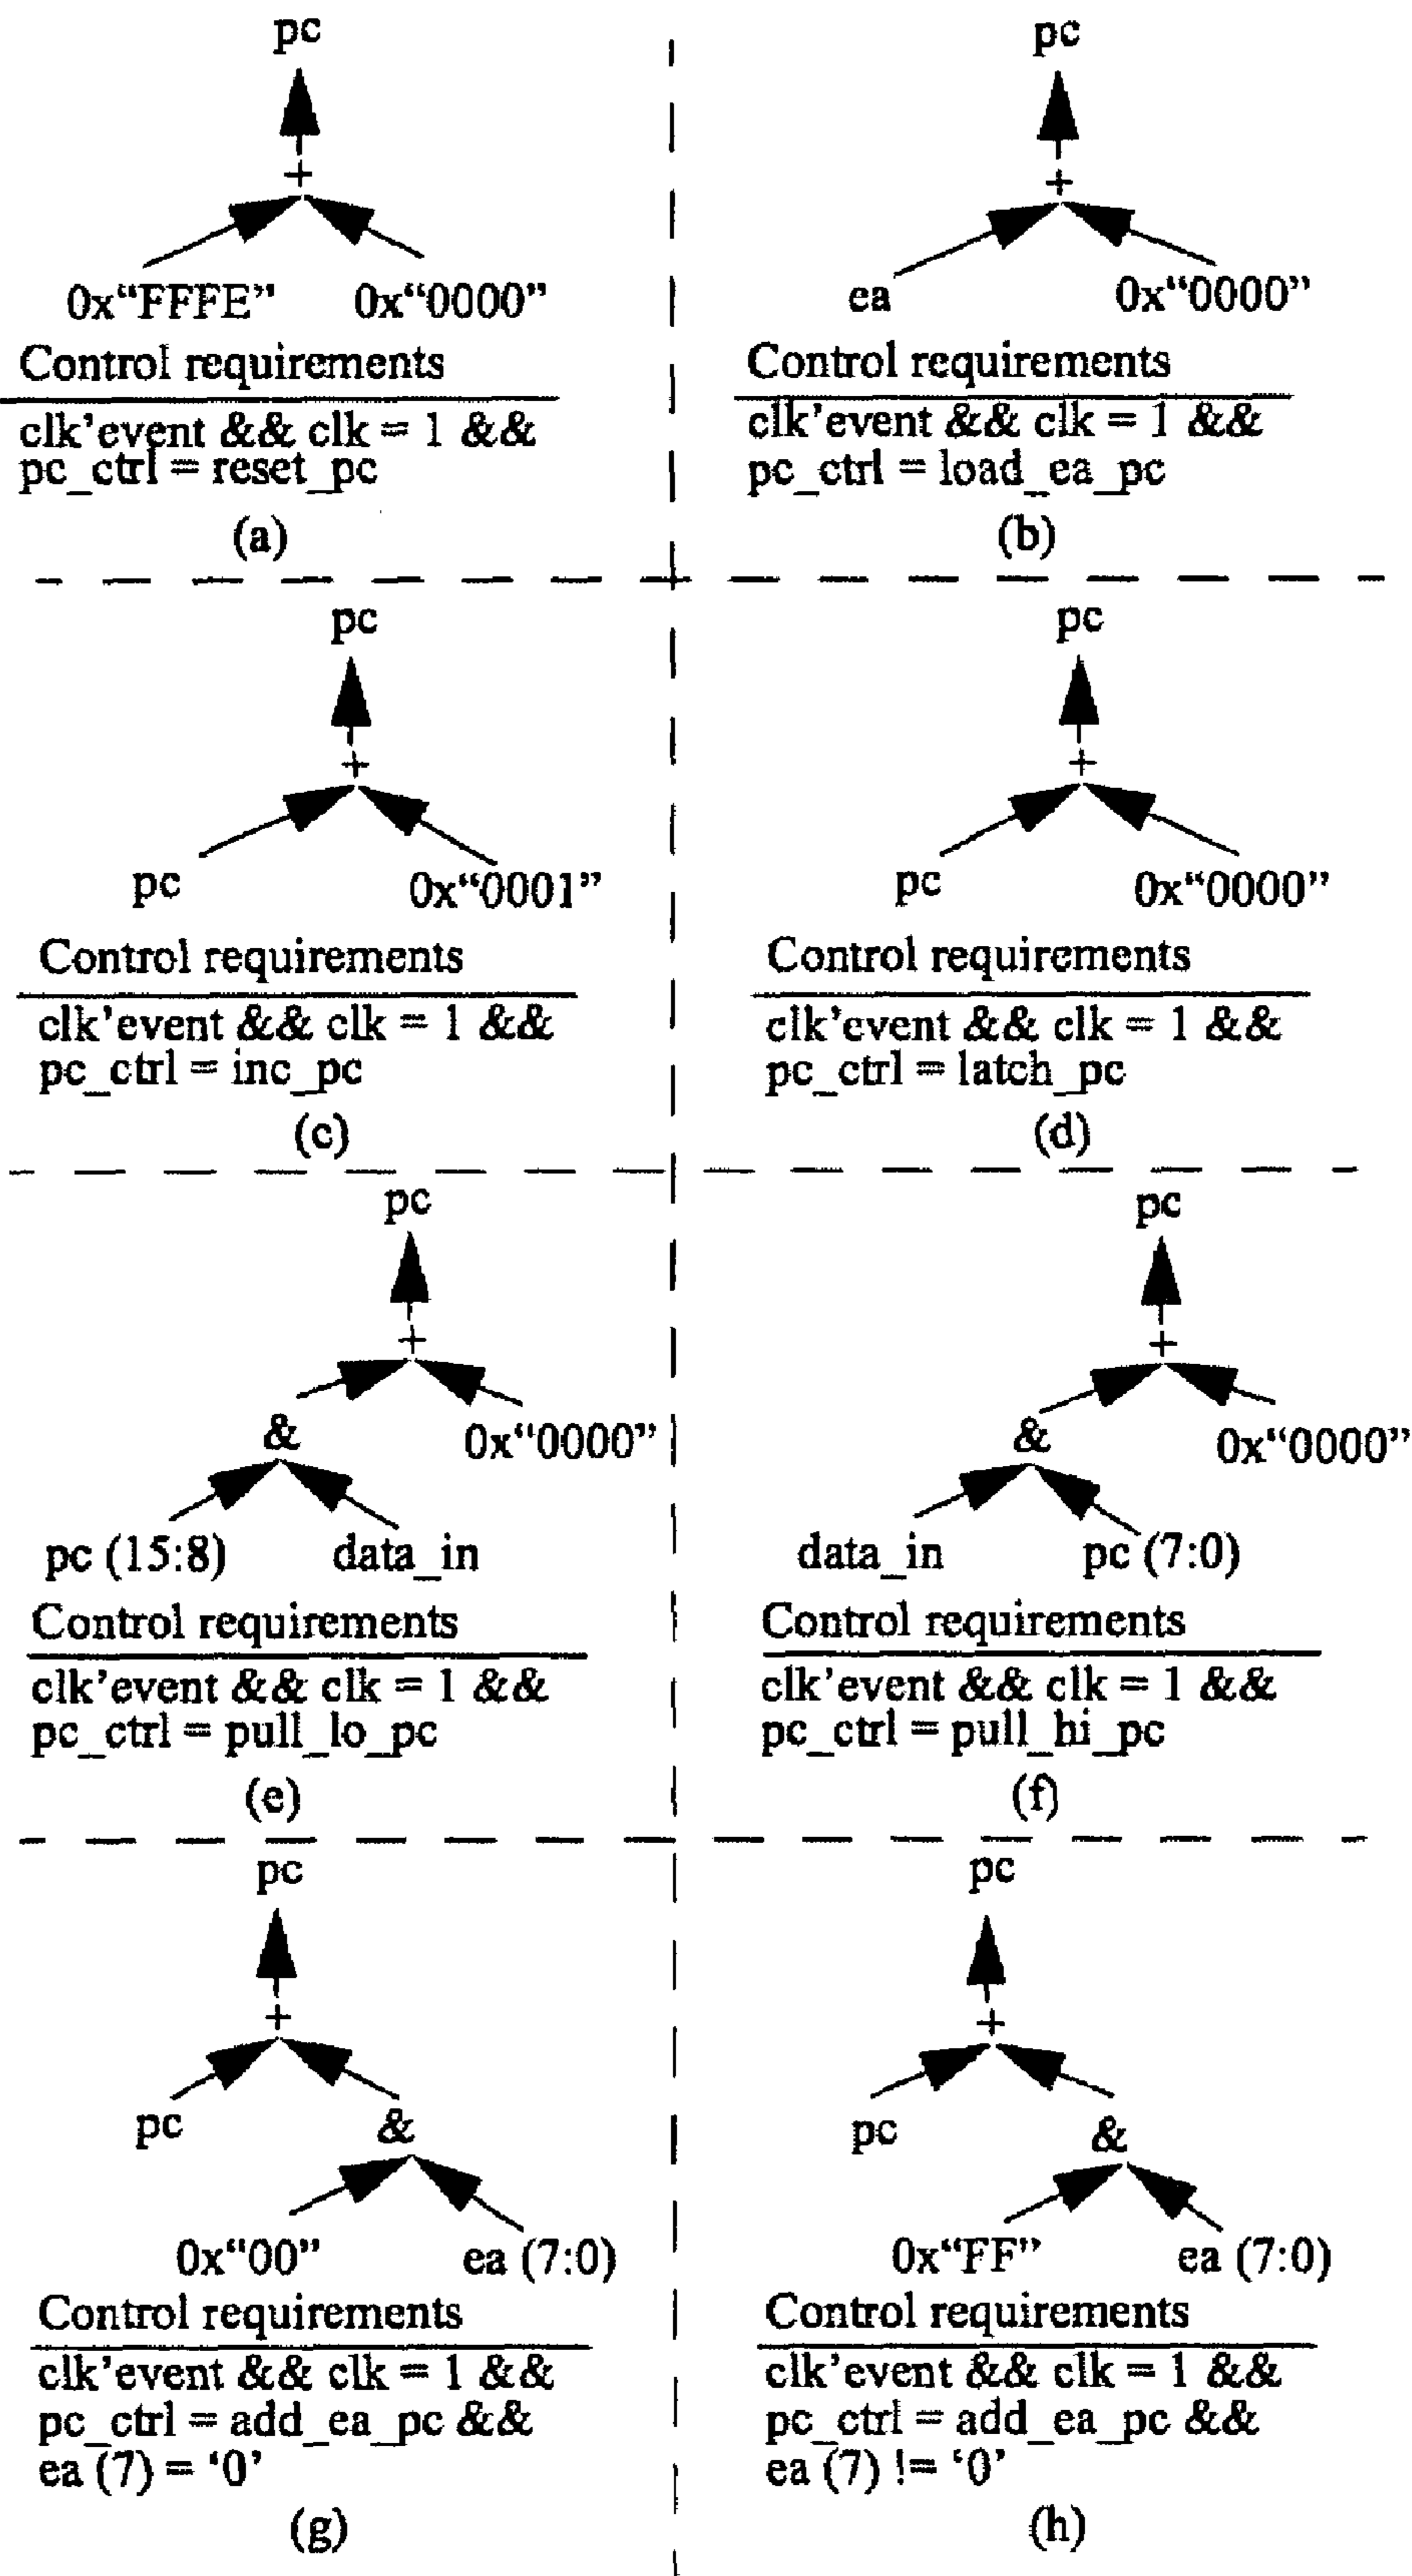 pc
+
0x“FFFE” 0x“0000”
Control requirements
clk’event && clk = 1 &&
pc_ctrl = reset_pc
(a)
pc
+
ea 0x“0000”
Control requirements
clk’event && clk = 1 &&
pc_ctrl = load_ea_pc
(b)
pc
+
pc 0x“0001”
Control requirements
clk’event && clk = 1 &&
pc_ctrl = inc_pc
(c)
pc
+
pc 0x“0000”
Control requirements
clk’event && clk = 1 &&
pc_ctrl = latch_pc
(d)
pc
+
& 0x“0000”
pc (15:8) data_in
Control requirements
clk’event && clk = 1 &&
pc_ctrl = pull_lo_pc
(e)
pc
+
& 0x“0000”
data_in pc (7:0)
Control requirements
clk’event && clk = 1 &&
pc_ctrl = pull_hi_pc
(f)
pc
+
pc &
0x“00” ea (7:0)
Control requirements
clk’event && clk = 1 &&
pc_ctrl = add_ea_pc &&
ea (7) = ‘0’
(g)
pc
+
pc &
0x“FF” ea (7:0)
Control requirements
clk’event && clk = 1 &&
pc_ctrl = add_ea_pc &&
ea (7) != ‘0’
(h)